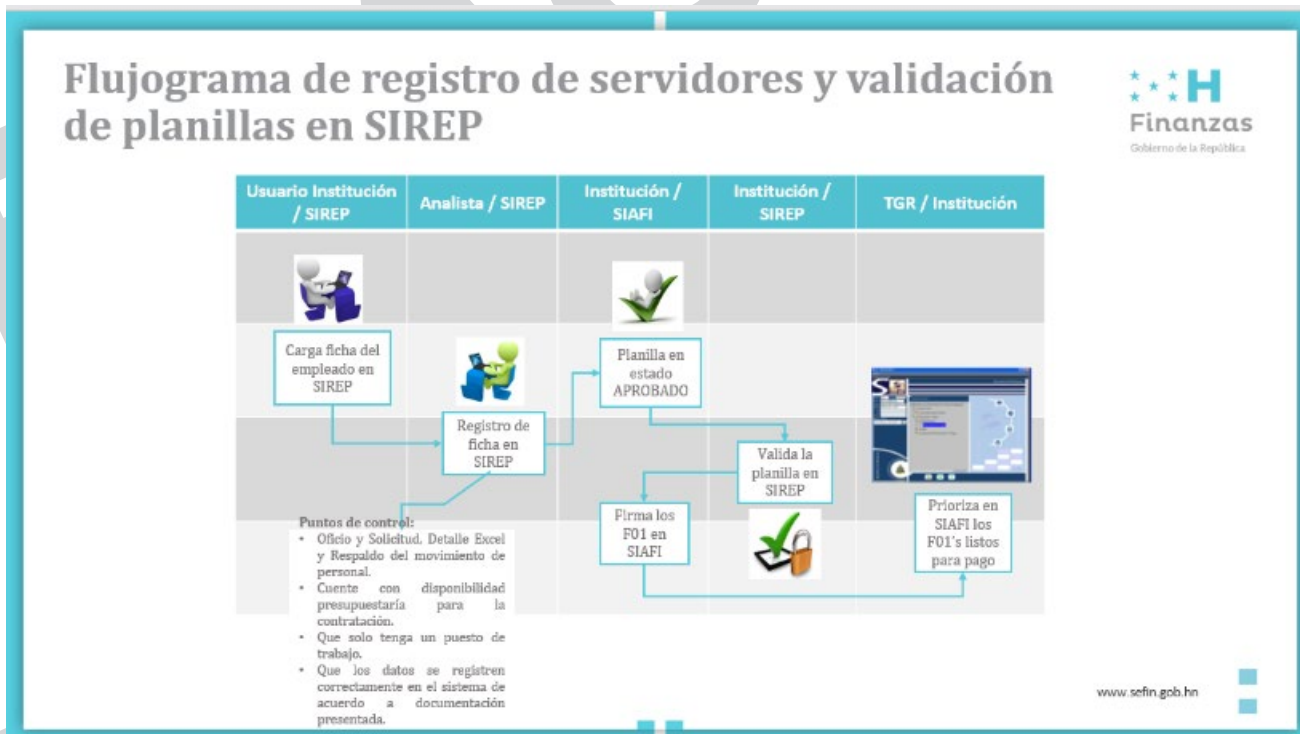 Flujograma de registro de servidores y validación
de planillas en SIREP
H
Finanzas
Gobierno de la República
Usuario Institución
/ SIREP
Analista / SIREP
Institución /
SIAFI
Institución /
SIREP
TGR / Institución
Carga ficha del
empleado en
SIREP
Registro de
ficha en
SIREP
Planilla en
estado
APROBADO
Valida la
planilla en
SIREP
Firma los
F01 en
SIAFI
Prioriza en
SIAFI los
F01's listos
para pago
Puntos de control:
• Oficio y Solicitud, Detalle Excel
y Respaldo del movimiento de
personal.
• Cuente con disponibilidad
presupuestaría para la
contratación.
• Que solo tenga un puesto de
trabajo.
• Que los datos se registren
correctamente en el sistema de
acuerdo a documentación
presentada.
www.sefin.gob.hn